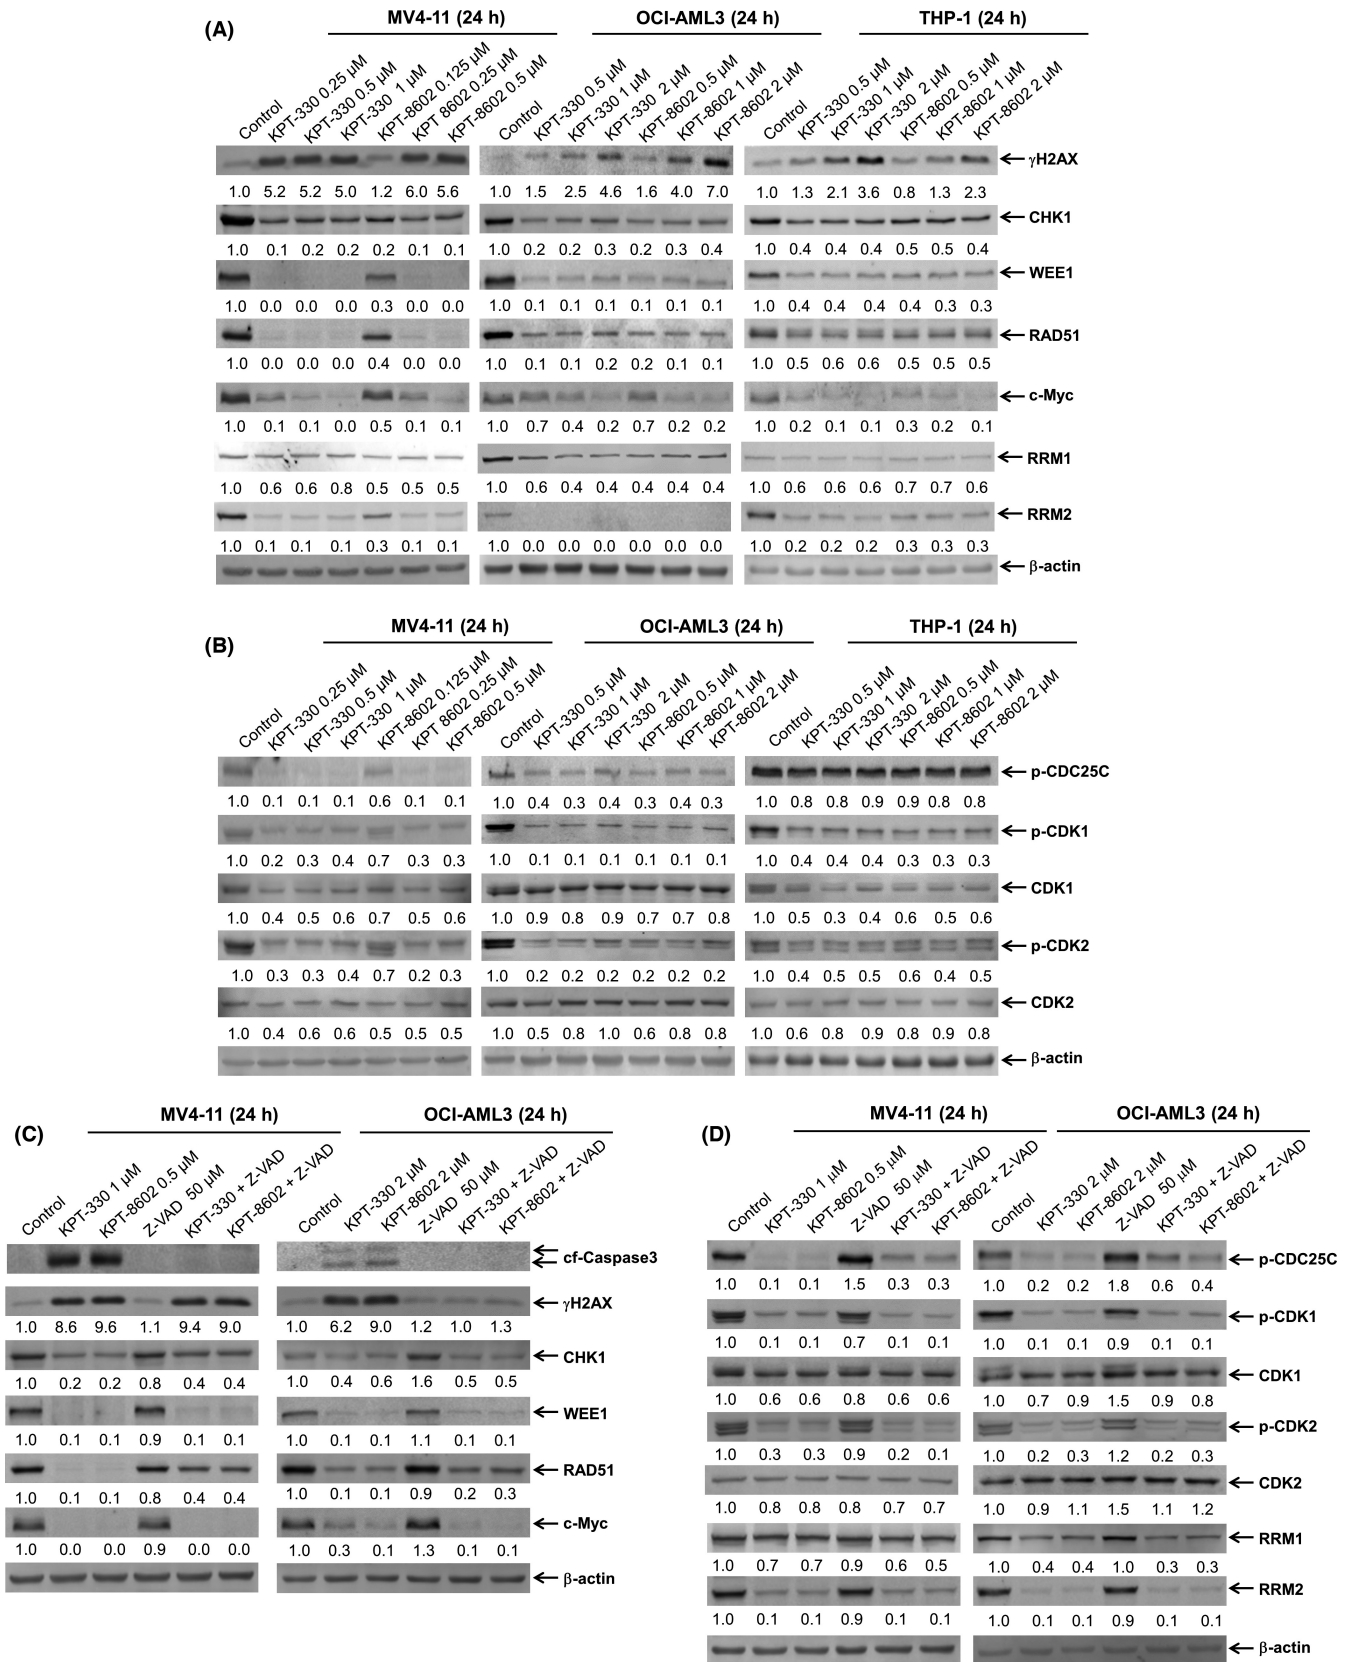 (A)
MV4-11 (24 h) OCI-AML3 (24 h) THP-1 (24 h)
Control KPT-330 0.25 µM KPT-330 0.5 µM KPT-330 1 µM KPT-8602 0.125 µM KPT 8602 0.25 µM KPT-8602 0.5 µM Control KPT-330 0.5 µM KPT-330 1 µM KPT-330 2 µM KPT-8602 0.5 µM KPT-8602 1 µM KPT-8602 2 µM Control KPT-330 0.5 µM KPT-330 1 µM KPT-330 2 µM KPT-8602 0.5 µM KPT-8602 1 µM KPT-8602 2 µM
γH2AX
1.0 5.2 5.2 5.0 1.2 6.0 5.6 1.0 1.5 2.5 4.6 1.6 4.0 7.0 1.0 1.3 2.1 3.6 0.8 1.3 2.3
CHK1
1.0 0.1 0.2 0.2 0.2 0.1 0.1 1.0 0.2 0.2 0.3 0.2 0.3 0.4 1.0 0.4 0.4 0.4 0.5 0.5 0.4
WEE1
1.0 0.0 0.0 0.0 0.3 0.0 0.0 1.0 0.1 0.1 0.1 0.1 0.1 0.1 1.0 0.4 0.4 0.4 0.4 0.3 0.3
RAD51
1.0 0.0 0.0 0.0 0.4 0.0 0.0 1.0 0.1 0.1 0.2 0.2 0.1 0.1 1.0 0.5 0.6 0.6 0.5 0.5 0.5
c-Myc
1.0 0.1 0.1 0.0 0.5 0.1 0.1 1.0 0.7 0.4 0.2 0.7 0.2 0.2 1.0 0.2 0.1 0.1 0.3 0.2 0.1
RRM1
1.0 0.6 0.6 0.8 0.5 0.5 0.5 1.0 0.6 0.4 0.4 0.4 0.4 0.4 1.0 0.6 0.6 0.6 0.7 0.7 0.6
RRM2
1.0 0.1 0.1 0.1 0.3 0.1 0.1 1.0 0.0 0.0 0.0 0.0 0.0 0.0 1.0 0.2 0.2 0.2 0.3 0.3 0.3
β-actin
(B)
MV4-11 (24 h) OCI-AML3 (24 h) THP-1 (24 h)
Control KPT-330 0.25 µM KPT-330 0.5 µM KPT-330 1 µM KPT-8602 0.125 µM KPT 8602 0.25 µM KPT-8602 0.5 µM Control KPT-330 0.5 µM KPT-330 1 µM KPT-330 2 µM KPT-8602 0.5 µM KPT-8602 1 µM KPT-8602 2 µM Control KPT-330 0.5 µM KPT-330 1 µM KPT-330 2 µM KPT-8602 0.5 µM KPT-8602 1 µM KPT-8602 2 µM
p-CDC25C
1.0 0.1 0.1 0.1 0.6 0.1 0.1 1.0 0.4 0.3 0.4 0.3 0.4 0.3 1.0 0.8 0.8 0.9 0.9 0.8 0.8
p-CDK1
1.0 0.2 0.3 0.4 0.7 0.3 0.3 1.0 0.1 0.1 0.1 0.1 0.1 0.1 1.0 0.4 0.4 0.4 0.3 0.3 0.3
CDK1
1.0 0.4 0.5 0.6 0.7 0.5 0.6 1.0 0.9 0.8 0.9 0.7 0.7 0.8 1.0 0.5 0.3 0.4 0.6 0.5 0.6
p-CDK2
1.0 0.3 0.3 0.4 0.7 0.2 0.3 1.0 0.2 0.2 0.2 0.2 0.2 0.2 1.0 0.4 0.5 0.5 0.6 0.4 0.5
CDK2
1.0 0.4 0.6 0.6 0.5 0.5 0.5 1.0 0.5 0.8 1.0 0.6 0.8 0.8 1.0 0.6 0.8 0.9 0.8 0.9 0.8
β-actin
(C)
MV4-11 (24 h) OCI-AML3 (24 h)
Control KPT-330 1 µM KPT-8602 0.5 µM Z-VAD 50 µM KPT-330 + Z-VAD KPT-8602 + Z-VAD Control KPT-330 2 µM KPT-8602 2 µM Z-VAD 50 µM KPT-330 + Z-VAD KPT-8602 + Z-VAD
cf-Caspase3
γH2AX
1.0 8.6 9.6 1.1 9.4 9.0 1.0 6.2 9.0 1.2 1.0 1.3
CHK1
1.0 0.2 0.2 0.8 0.4 0.4 1.0 0.4 0.6 1.6 0.5 0.5
WEE1
1.0 0.1 0.1 0.9 0.1 0.1 1.0 0.1 0.1 1.1 0.1 0.1
RAD51
1.0 0.1 0.1 0.8 0.4 0.4 1.0 0.1 0.1 0.9 0.2 0.3
c-Myc
1.0 0.0 0.0 0.9 0.0 0.0 1.0 0.3 0.1 1.3 0.1 0.1
β-actin
(D)
MV4-11 (24 h) OCI-AML3 (24 h)
Control KPT-330 1 µM KPT-8602 0.5 µM Z-VAD 50 µM KPT-330 + Z-VAD KPT-8602 + Z-VAD Control KPT-330 2 µM KPT-8602 2 µM Z-VAD 50 µM KPT-330 + Z-VAD KPT-8602 + Z-VAD
p-CDC25C
1.0 0.1 0.1 1.5 0.3 0.3 1.0 0.2 0.2 1.8 0.6 0.4
p-CDK1
1.0 0.1 0.1 0.7 0.1 0.1 1.0 0.1 0.1 0.9 0.1 0.1
CDK1
1.0 0.6 0.6 0.8 0.6 0.6 1.0 0.7 0.9 1.5 0.9 0.8
p-CDK2
1.0 0.3 0.3 0.9 0.2 0.1 1.0 0.2 0.3 1.2 0.2 0.3
CDK2
1.0 0.8 0.8 0.8 0.7 0.7 1.0 0.9 1.1 1.5 1.1 1.2
RRM1
1.0 0.7 0.7 0.9 0.6 0.5 1.0 0.4 0.4 1.0 0.3 0.3
RRM2
1.0 0.1 0.1 0.9 0.1 0.1 1.0 0.1 0.1 0.9 0.1 0.1
β-actin